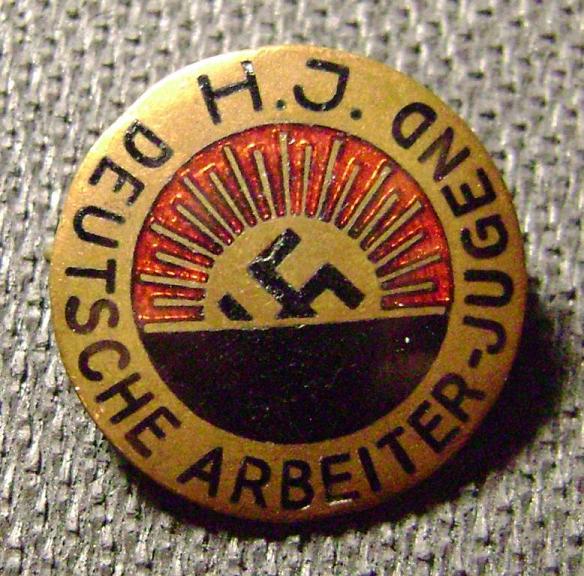 H.J.
DEUTSCHE ARBEITER-JUGEND